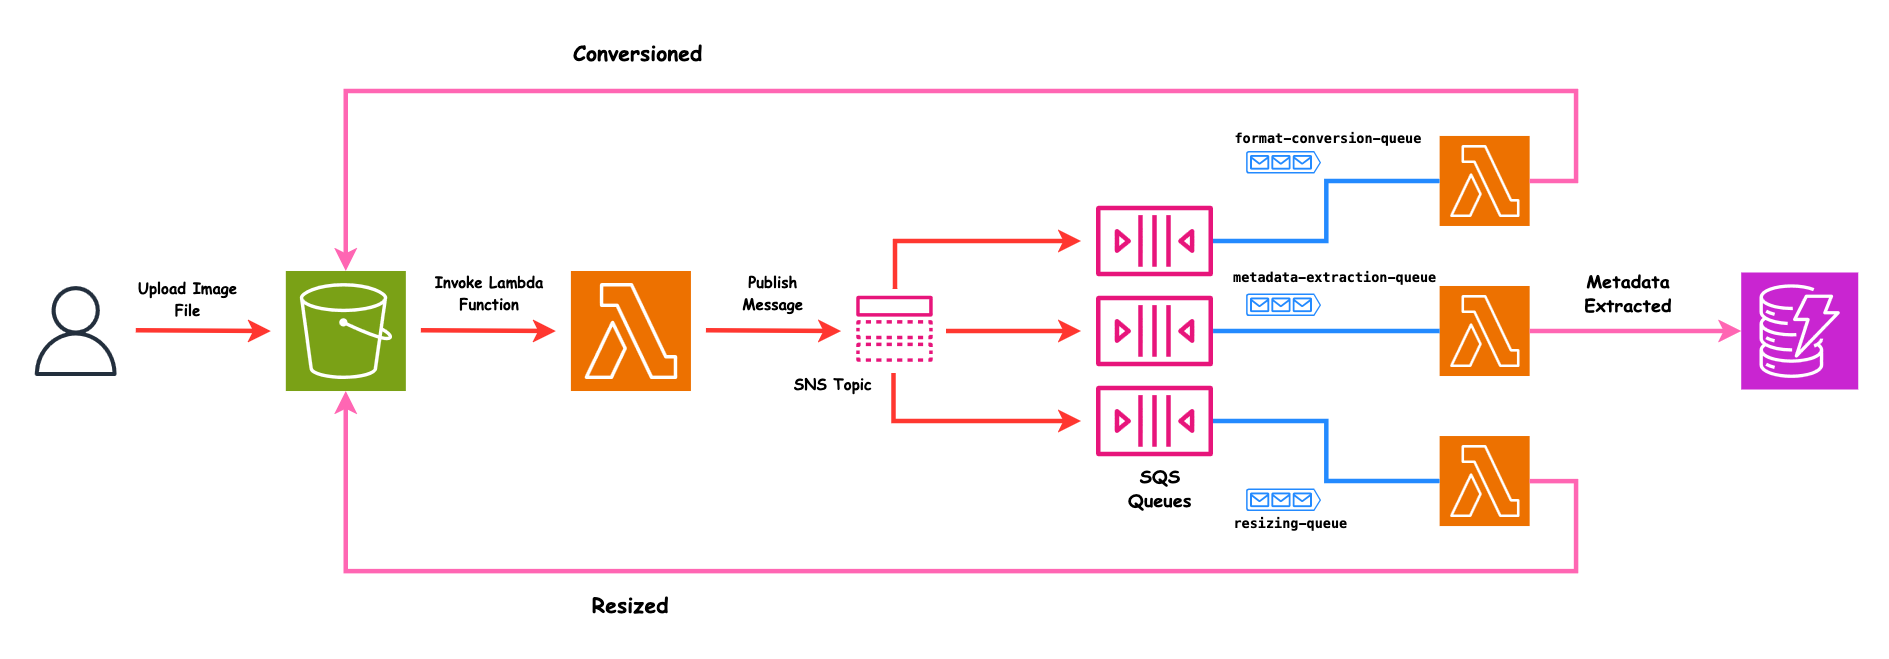 Conversioned
format-conversion-queue
Upload Image
File
Invoke Lambda
Function
Publish
Message
SNS Topic
metadata-extraction-queue
Metadata
Extracted
SQS
Queues
resizing-queue
Resized